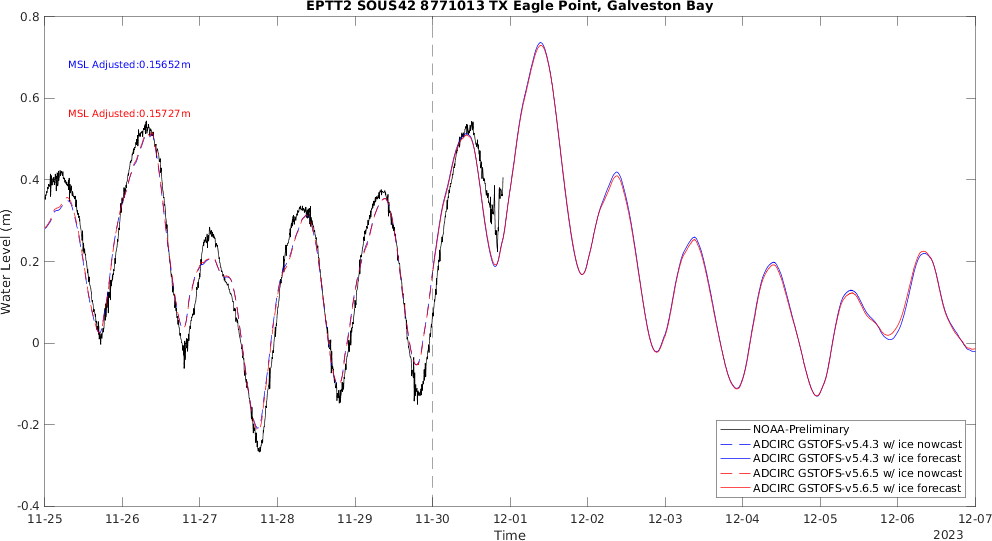 EPTT2 SOUS42 8771013 TX Eagle Point, Galveston Bay
0.8
0.6
0.4
0.2
0
-0.2
-0.4
Water Level (m)
MSL Adjusted:0.15652m
MSL Adjusted:0.15727m
NOAA-Preliminary
ADCIRC GSTOFS-v5.4.3 w/ ice nowcast
ADCIRC GSTOFS-v5.4.3 w/ ice forecast
ADCIRC GSTOFS-v5.6.5 w/ ice nowcast
ADCIRC GSTOFS-v5.6.5 w/ ice forecast
11-25 11-26 11-27 11-28 11-29 11-30 12-01 12-02 12-03 12-04 12-05 12-06 12-07
Time
2023